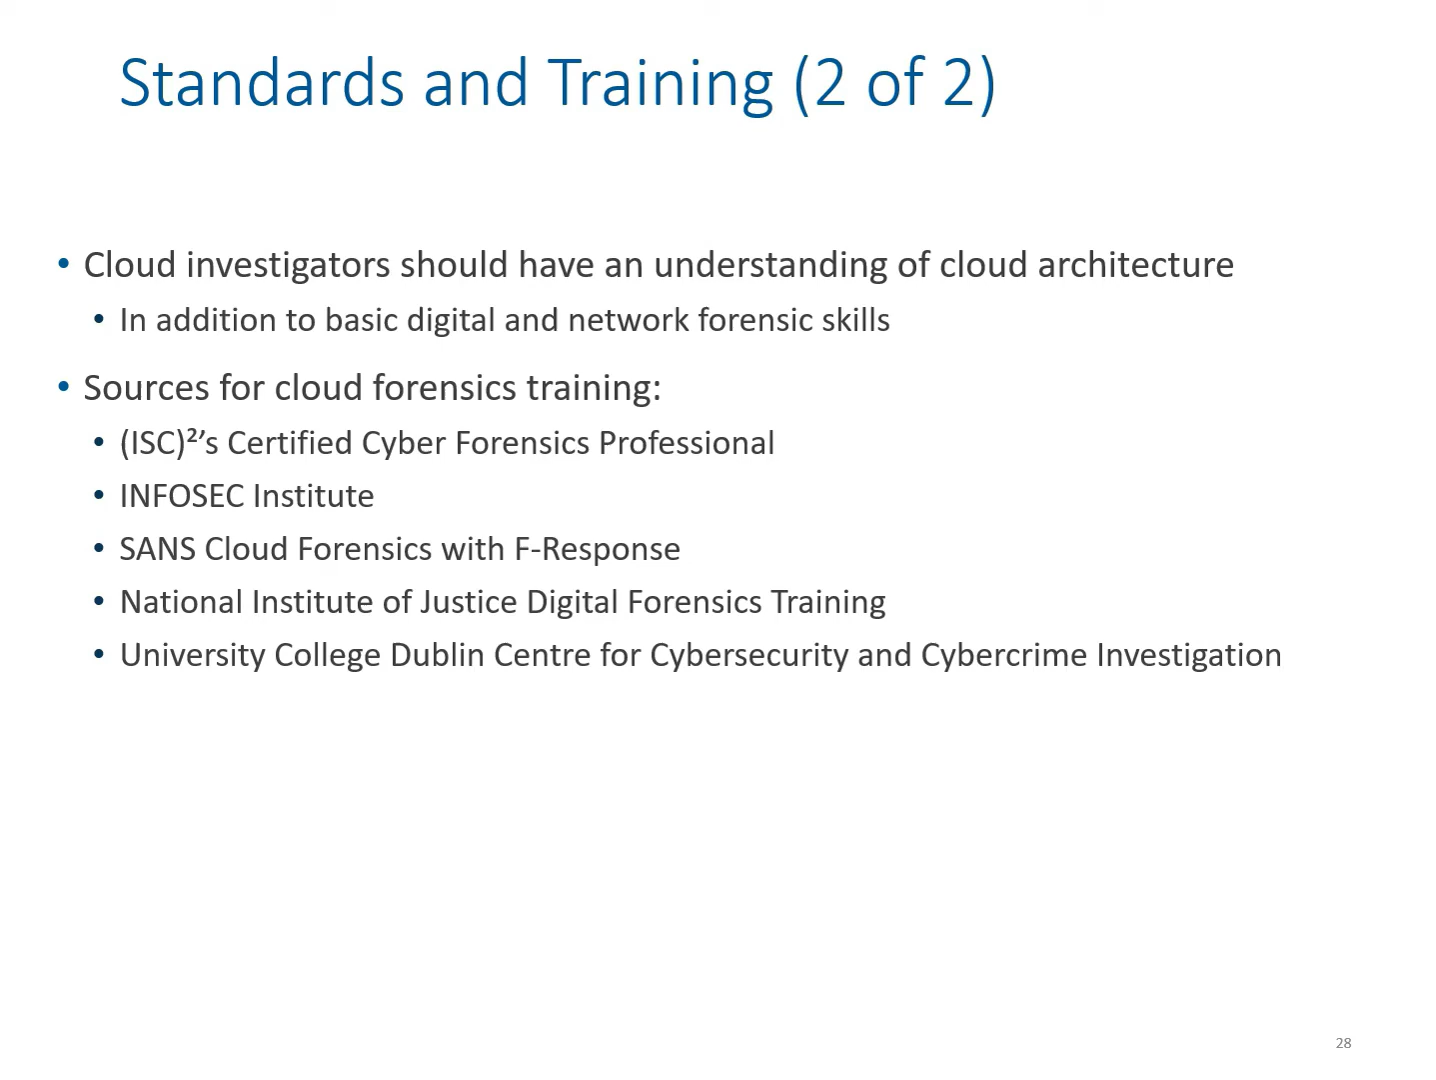 Standards and Training (2 of 2)
• Cloud investigators should have an understanding of cloud architecture
• In addition to basic digital and network forensic skills
• Sources for cloud forensics training:
• (ISC)²’s Certified Cyber Forensics Professional
• INFOSEC Institute
• SANS Cloud Forensics with F-Response
• National Institute of Justice Digital Forensics Training
• University College Dublin Centre for Cybersecurity and Cybercrime Investigation
28